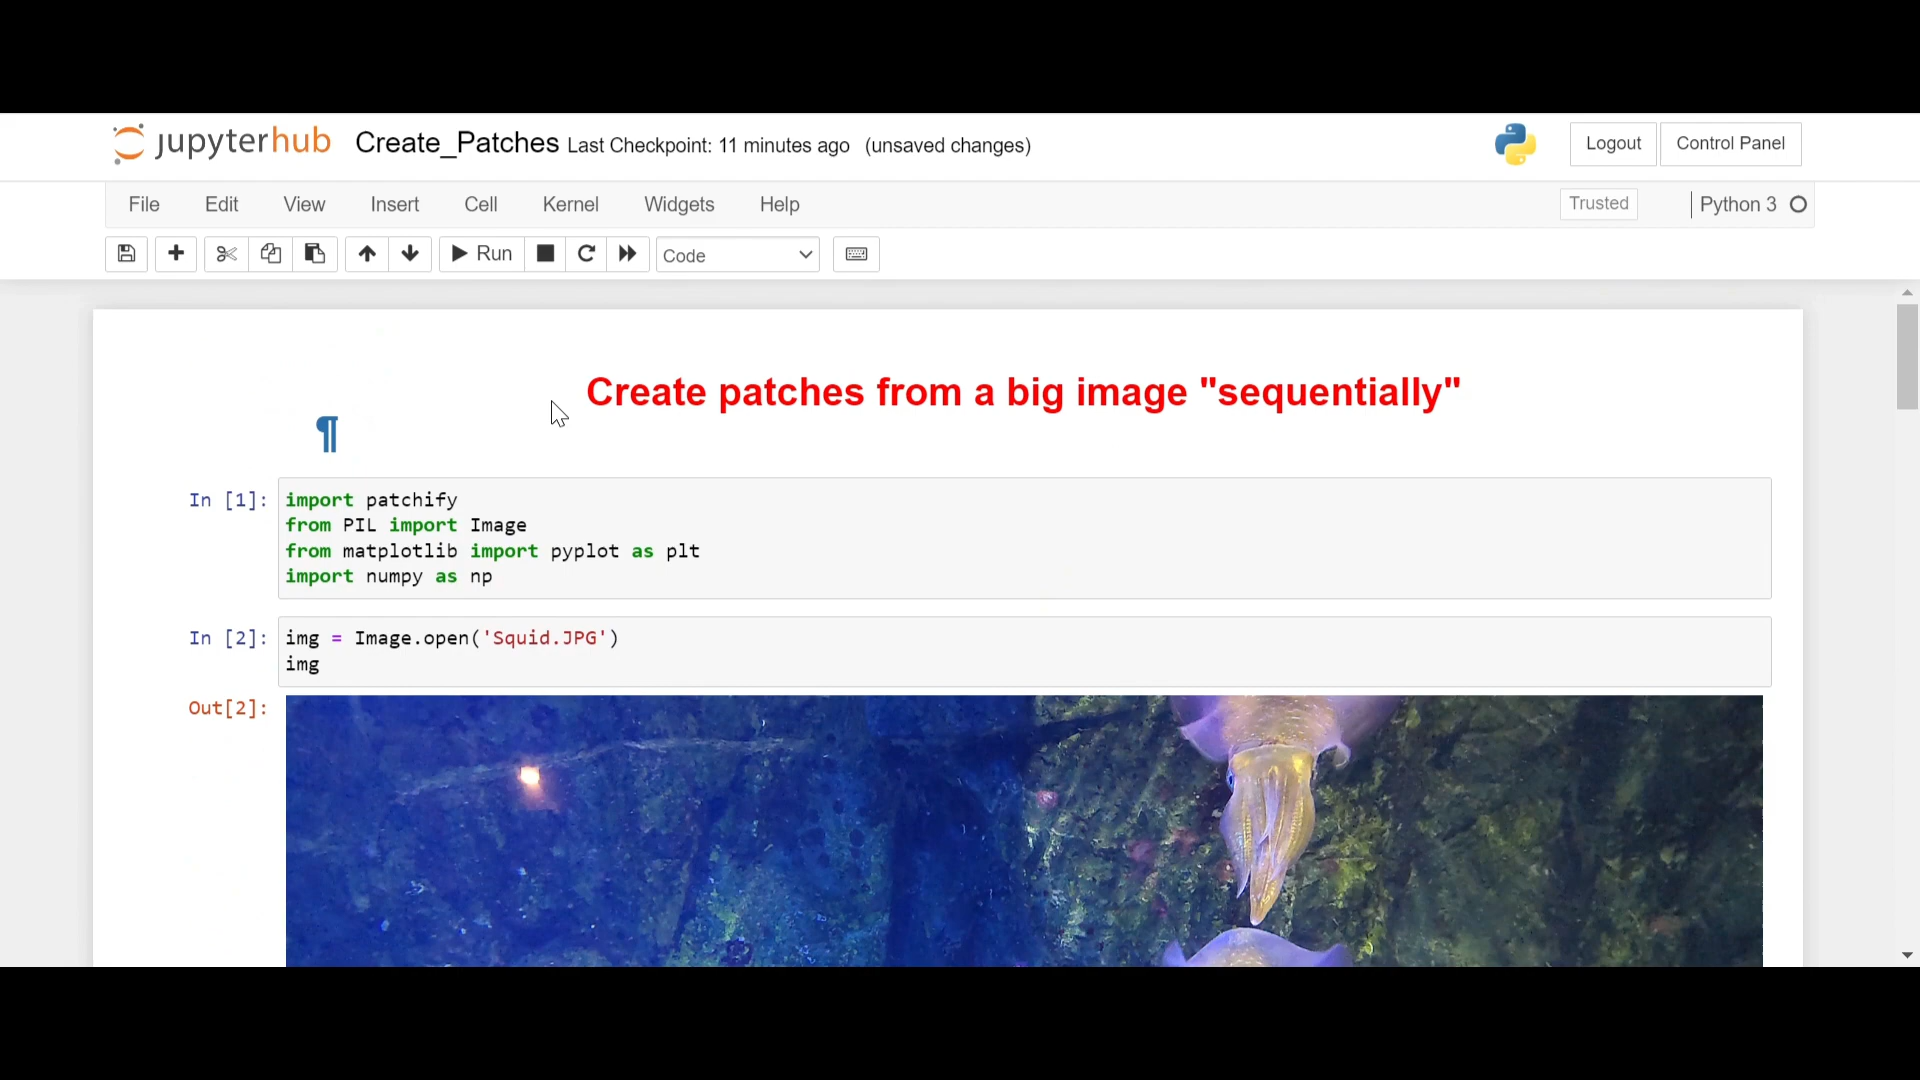 jupyterhub Create_Patches Last Checkpoint: 11 minutes ago (unsaved changes) Logout Control Panel
File Edit View Insert Cell Kernel Widgets Help Trusted Python 3
Run Code
Create patches from a big image "sequentially"
¶
In [1]: import patchify
from PIL import Image
from matplotlib import pyplot as plt
import numpy as np
In [2]: img = Image.open('Squid.JPG')
img
Out[2]: